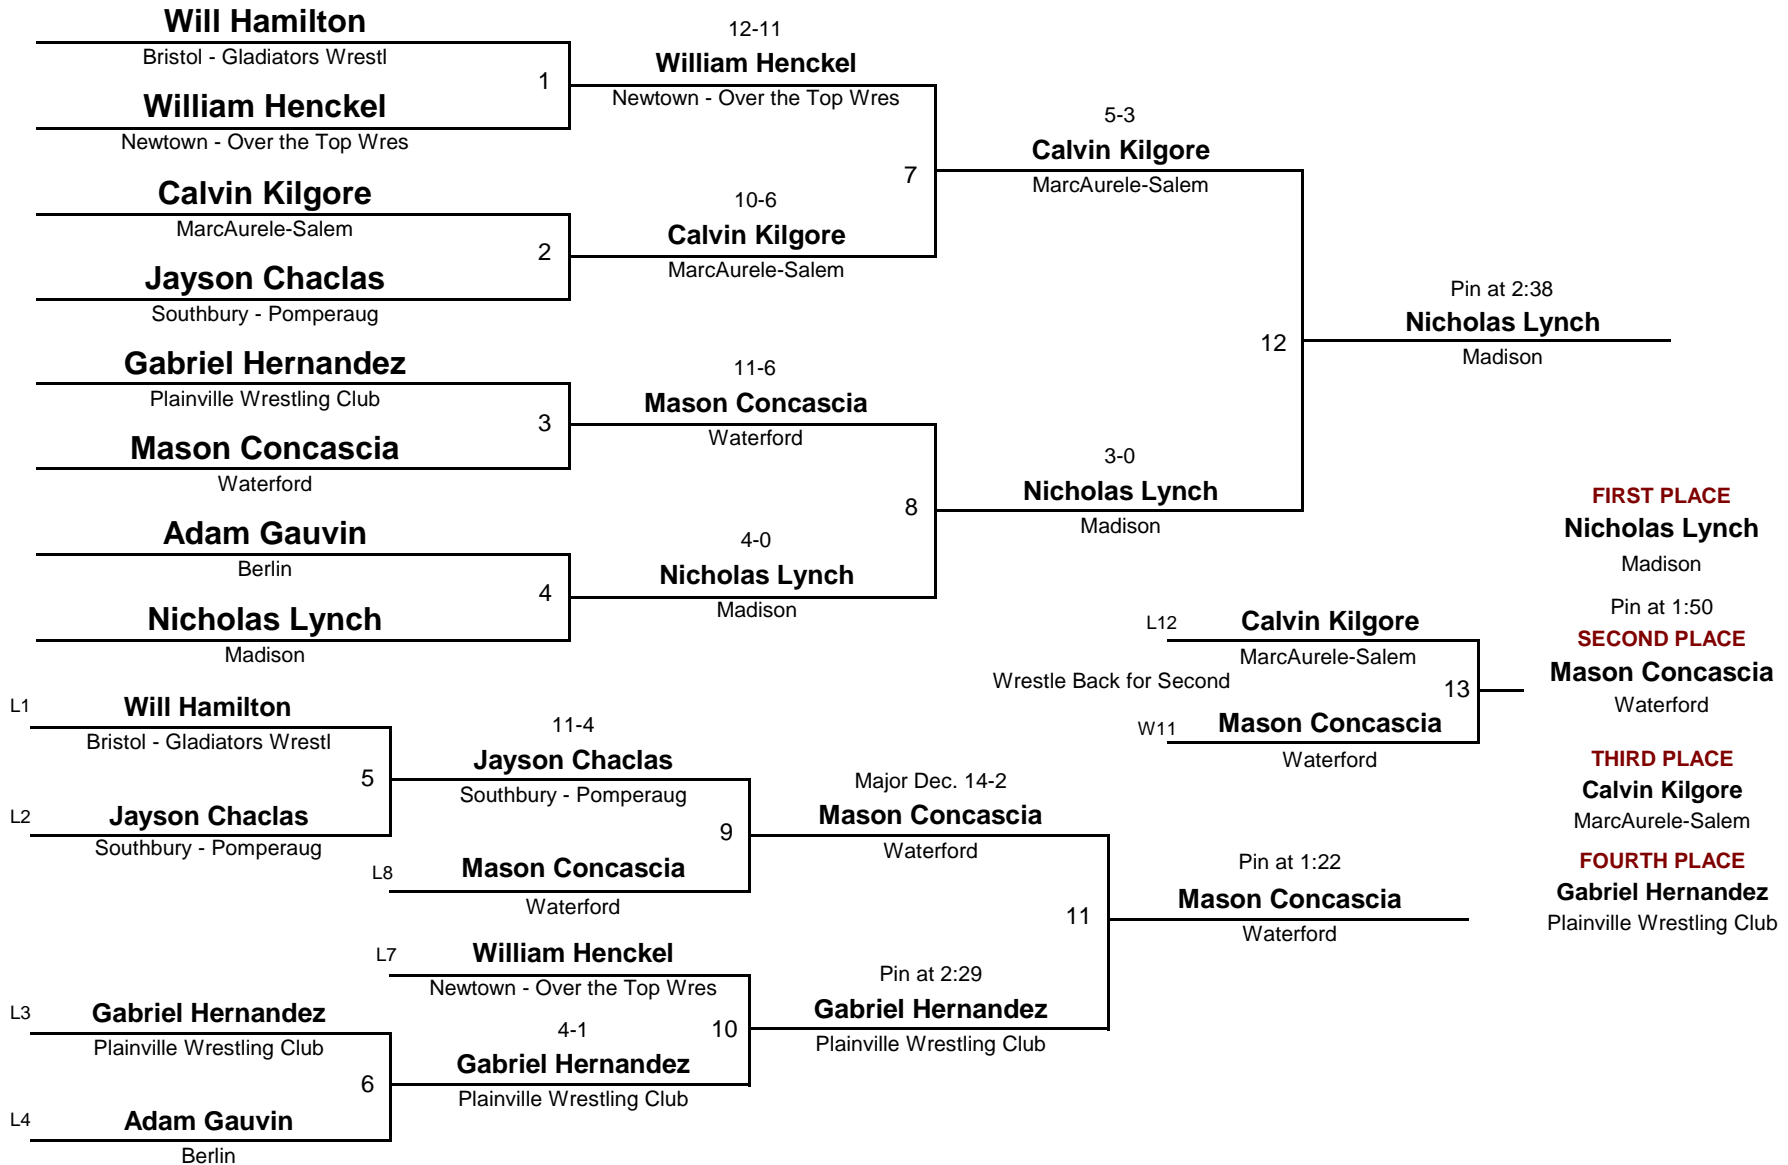 Will Hamilton
Bristol - Gladiators Wrestl
1
William Henckel
Newtown - Over the Top Wres
Calvin Kilgore
MarcAurele-Salem
2
Jayson Chaclas
Southbury - Pomperaug
Gabriel Hernandez
Plainville Wrestling Club
3
Mason Concascia
Waterford
Adam Gauvin
Berlin
4
Nicholas Lynch
Madison
12-11
William Henckel
Newtown - Over the Top Wres
7
10-6
Calvin Kilgore
MarcAurele-Salem
11-6
Mason Concascia
Waterford
8
4-0
Nicholas Lynch
Madison
5-3
Calvin Kilgore
MarcAurele-Salem
12
3-0
Nicholas Lynch
Madison
Pin at 2:38
Nicholas Lynch
Madison
L1
Will Hamilton
Bristol - Gladiators Wrestl
5
L2
Jayson Chaclas
Southbury - Pomperaug
L3
Gabriel Hernandez
Plainville Wrestling Club
6
L4
Adam Gauvin
Berlin
11-4
Jayson Chaclas
Southbury - Pomperaug
9
L8
Mason Concascia
Waterford
L7
William Henckel
Newtown - Over the Top Wres
10
4-1
Gabriel Hernandez
Plainville Wrestling Club
Major Dec. 14-2
Mason Concascia
Waterford
11
Pin at 2:29
Gabriel Hernandez
Plainville Wrestling Club
Pin at 1:22
Mason Concascia
Waterford
L12
Calvin Kilgore
MarcAurele-Salem
Wrestle Back for Second
13
W11
Mason Concascia
Waterford
FIRST PLACE
Nicholas Lynch
Madison
Pin at 1:50
SECOND PLACE
Mason Concascia
Waterford
THIRD PLACE
Calvin Kilgore
MarcAurele-Salem
FOURTH PLACE
Gabriel Hernandez
Plainville Wrestling Club